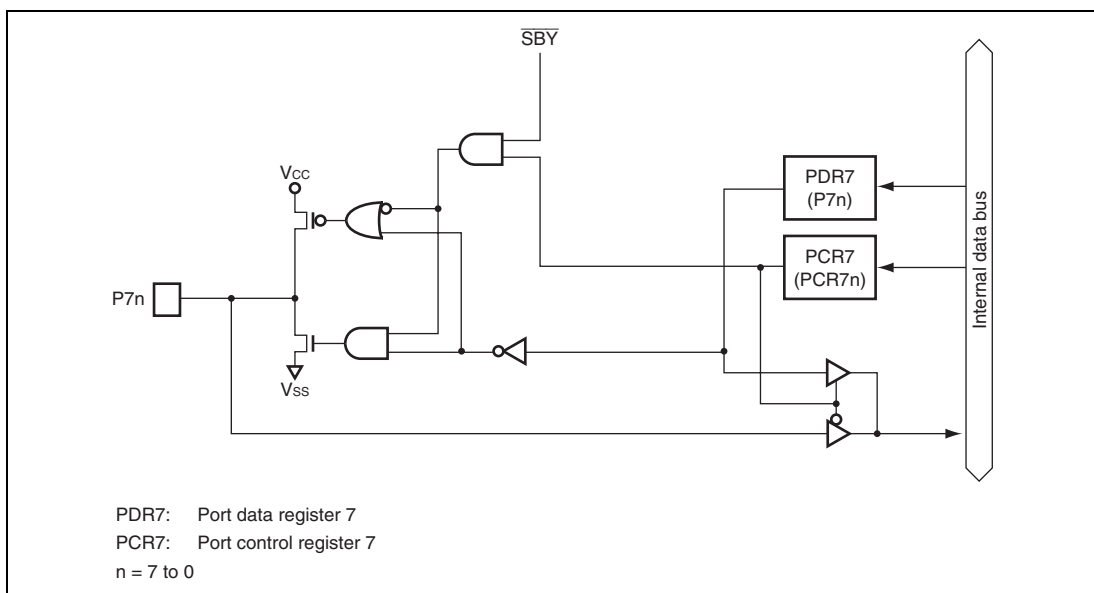 SBY
VCC
PDR7
(P7n)
PCR7
(PCR7n)
Internal data bus
P7n
VSS
PDR7: Port data register 7
PCR7: Port control register 7
n = 7 to 0